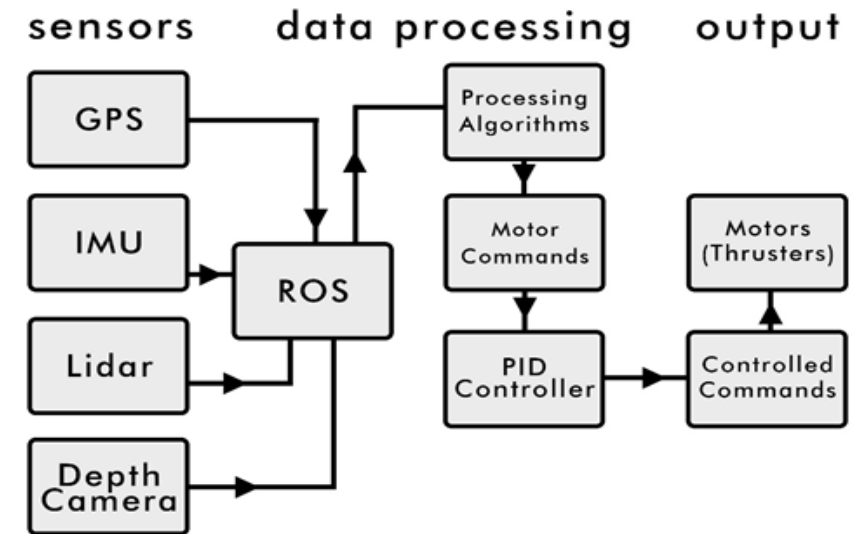 sensors
data processing
output
GPS
IMU
Lidar
Depth
Camera
ROS
Processing
Algorithms
Motor
Commands
PID
Controller
Motors
(Thrusters)
Controlled
Commands